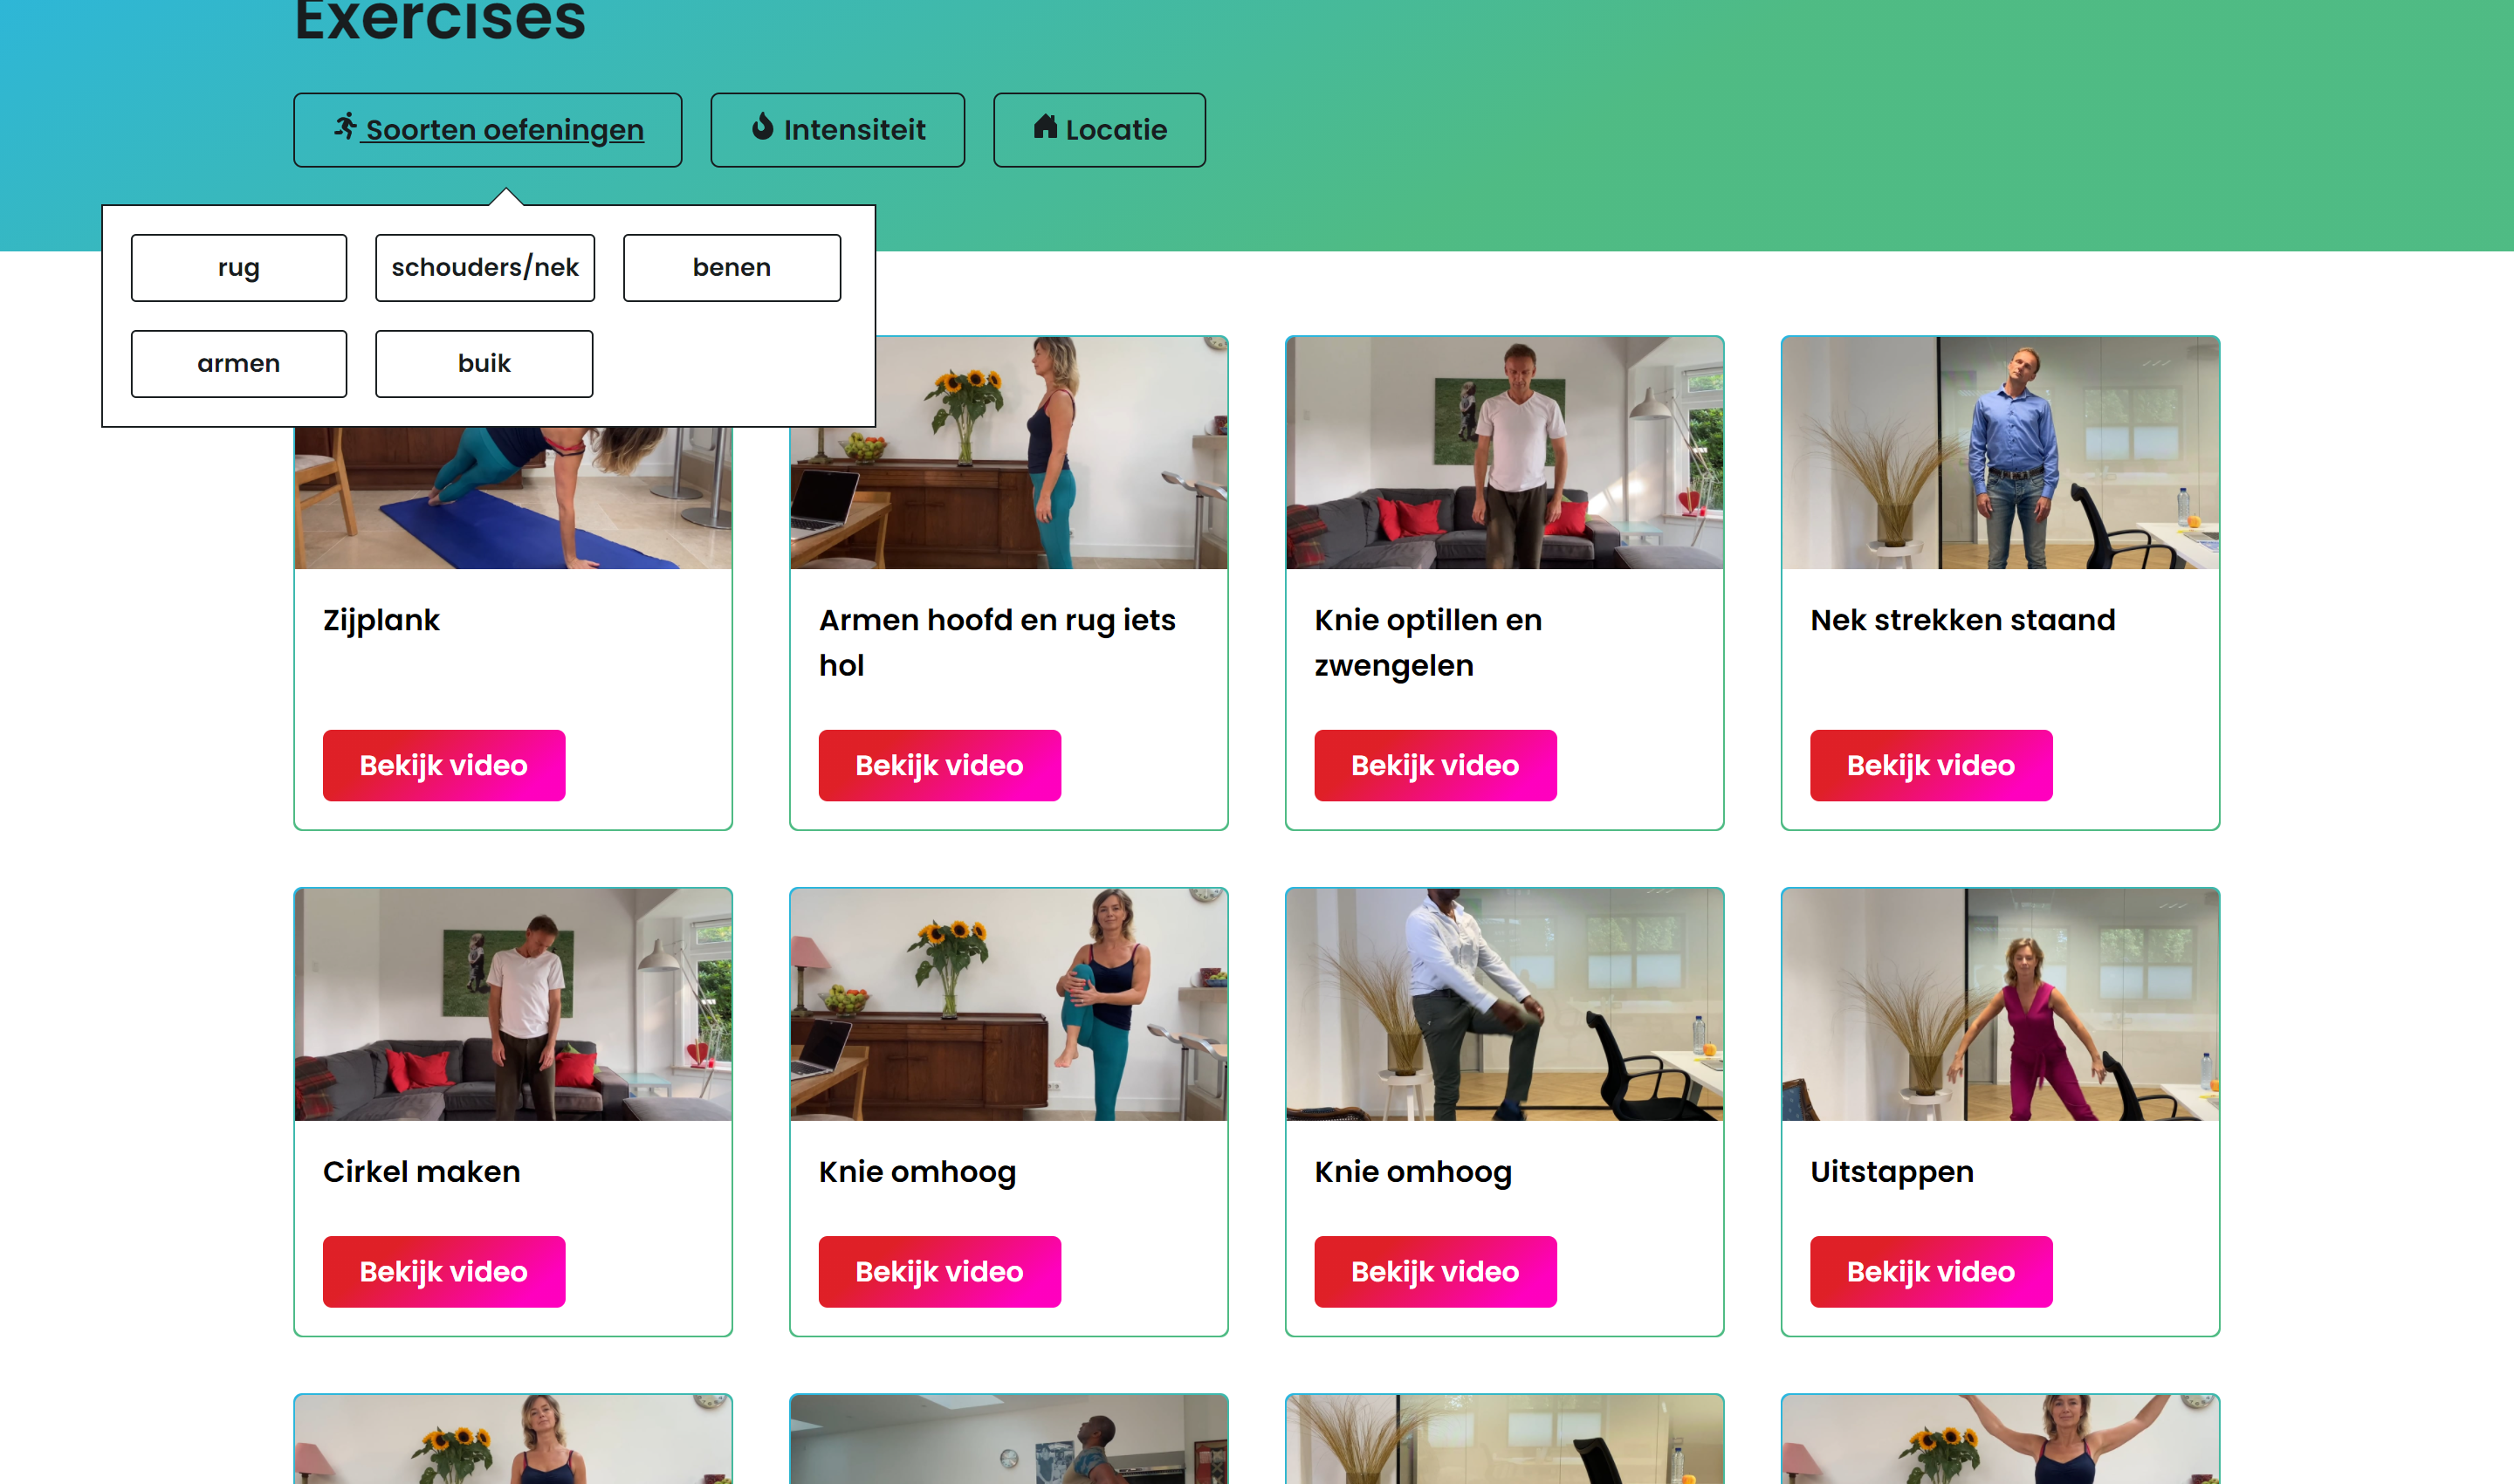 Exercises
Soorten oefeningen
Intensiteit
Locatie
rug
schouders/nek
benen
armen
buik
Zijplank
Armen hoofd en rug iets
hol
Knie optillen en
zwengelen
Nek strekken staand
Bekijk video
Bekijk video
Bekijk video
Bekijk video
Cirkel maken
Knie omhoog
Knie omhoog
Uitstappen
Bekijk video
Bekijk video
Bekijk video
Bekijk video